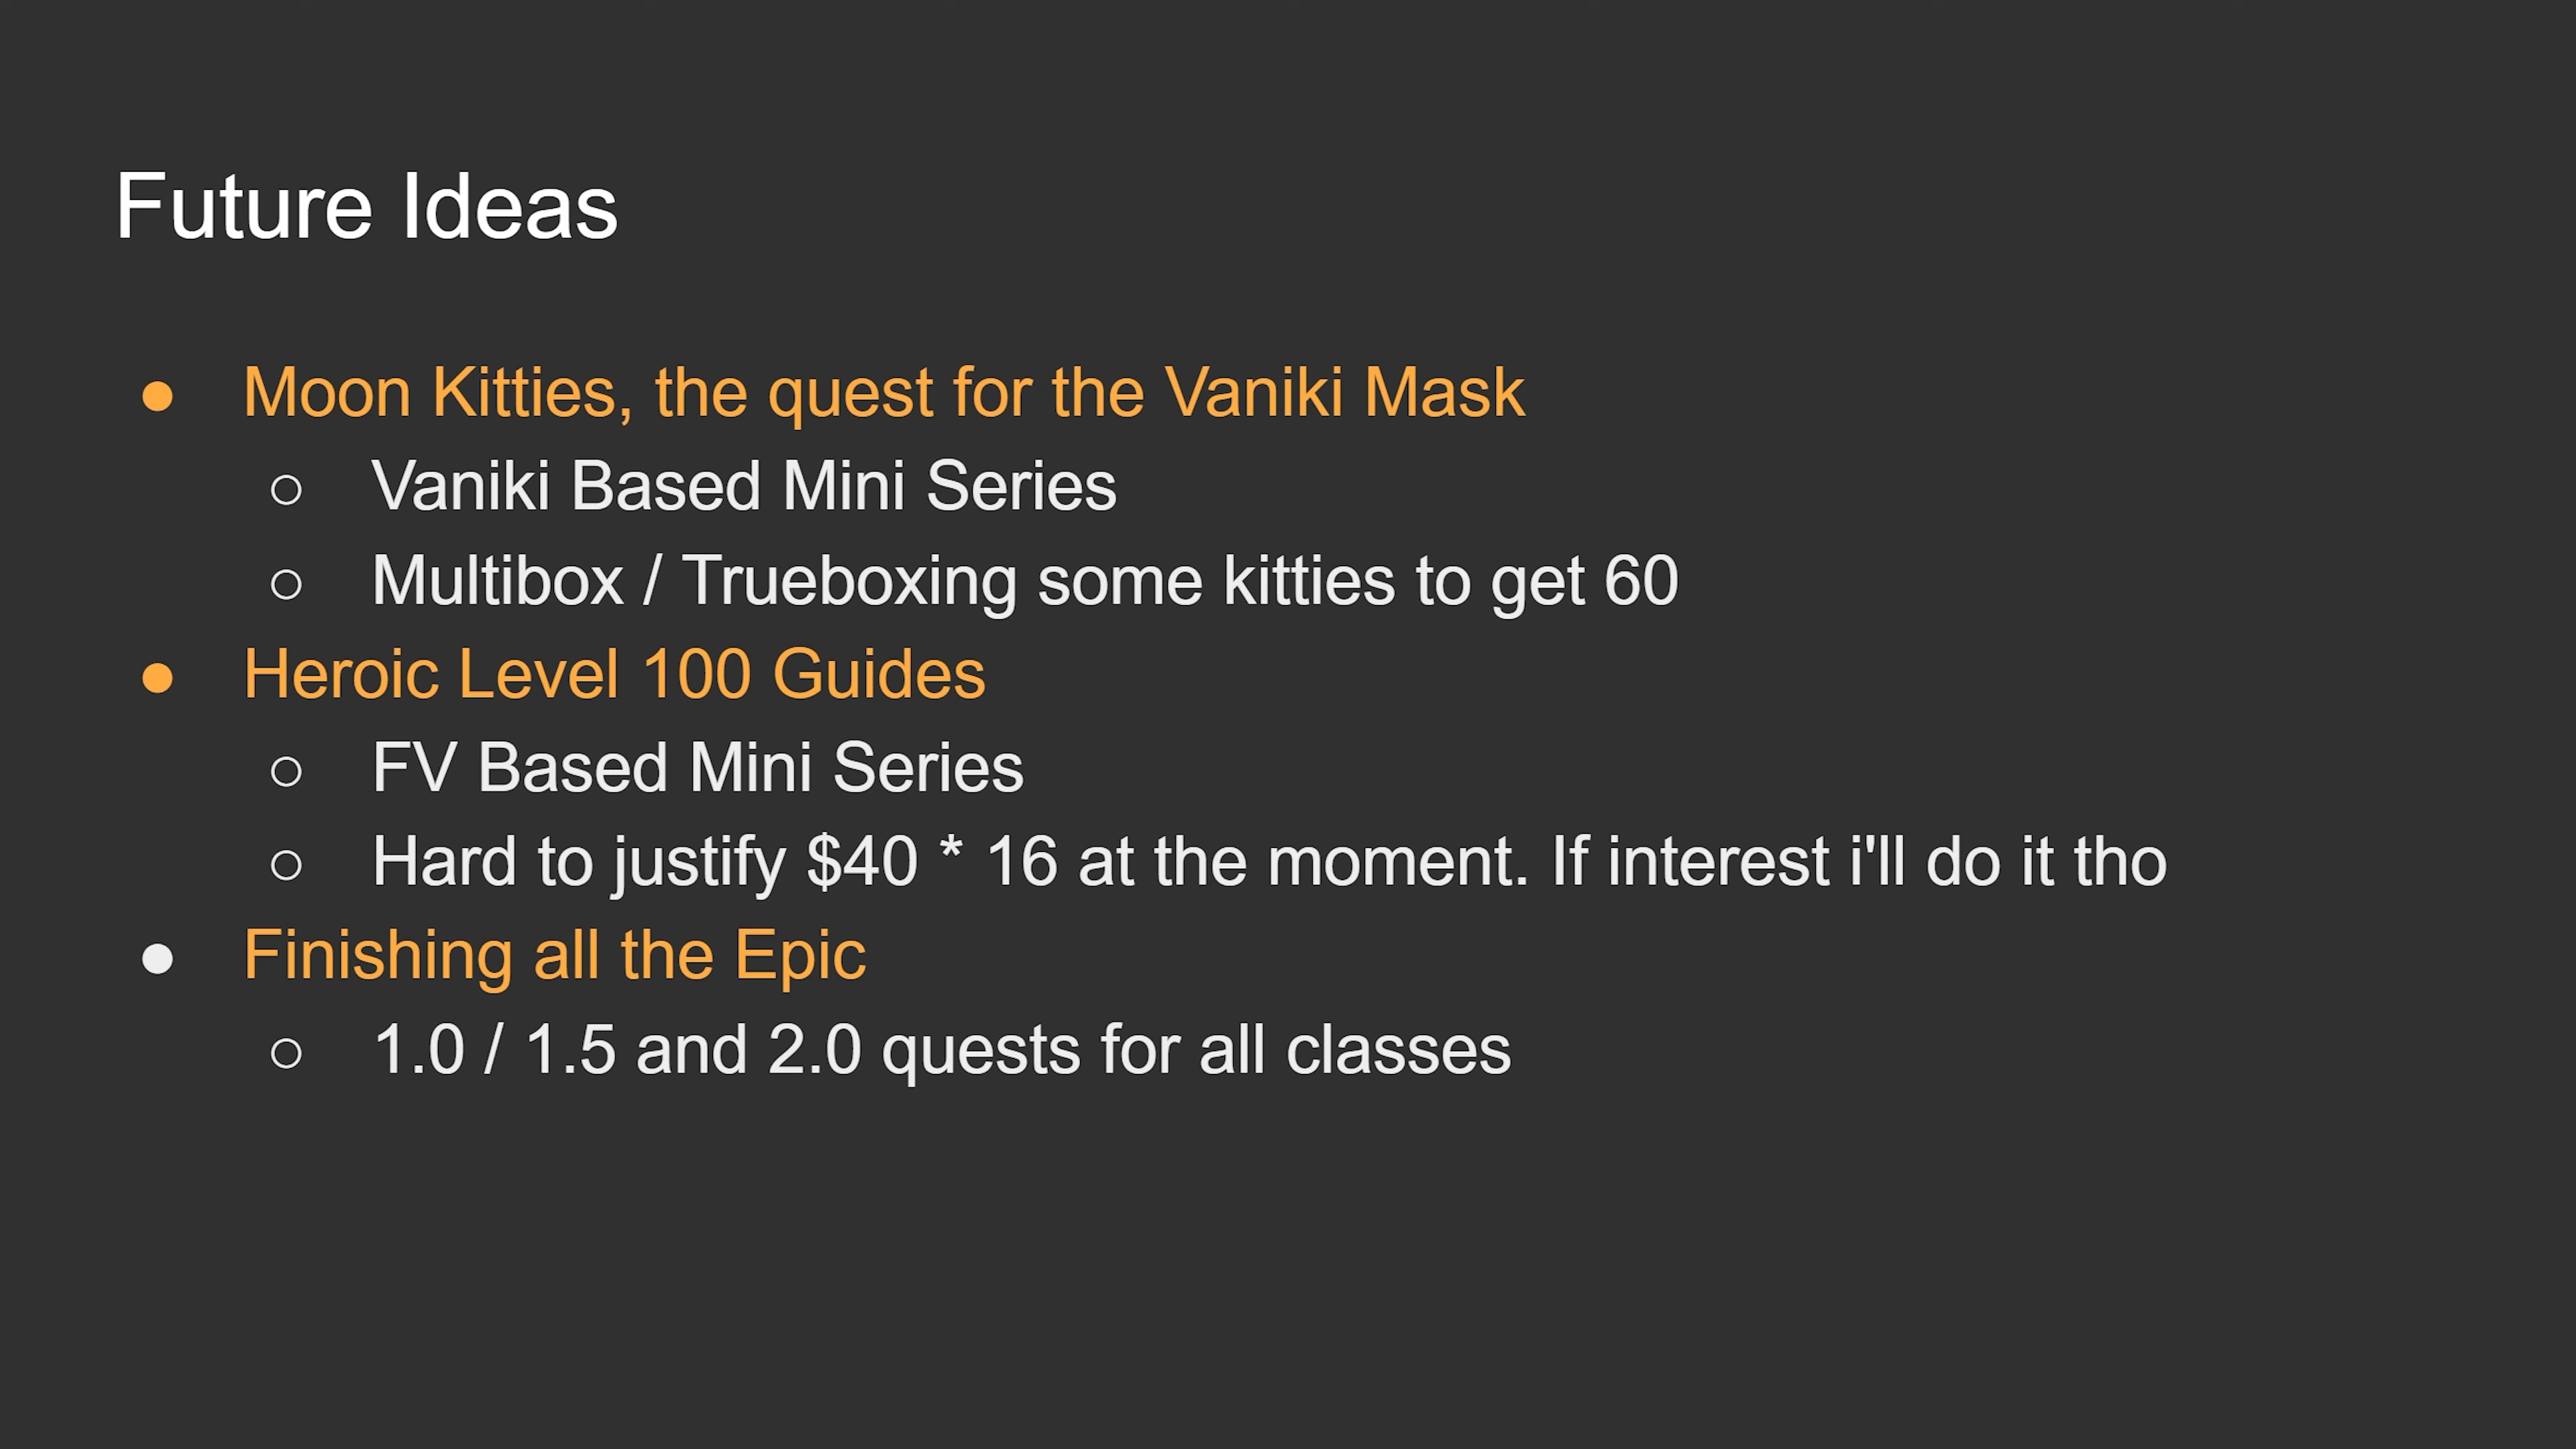 Future Ideas
● Moon Kitties, the quest for the Vaniki Mask
○ Vaniki Based Mini Series
○ Multibox / Trueboxing some kitties to get 60
● Heroic Level 100 Guides
○ FV Based Mini Series
○ Hard to justify $40 * 16 at the moment. If interest i'll do it tho
● Finishing all the Epic
○ 1.0 / 1.5 and 2.0 quests for all classes